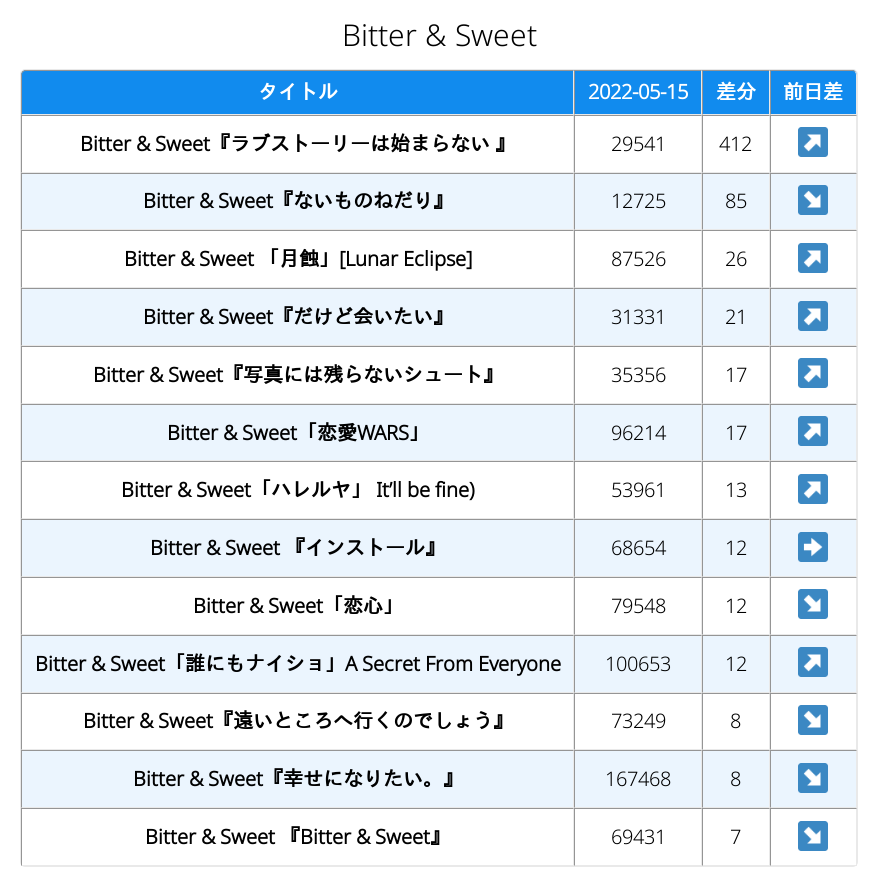 Bitter & Sweet
タイトル 2022-05-15 差分 前日差
Bitter & Sweet『ラブストーリーは始まらない 』 29541 412 ↗
Bitter & Sweet『ないものねだり』 12725 85 ↘
Bitter & Sweet 「月蝕」[Lunar Eclipse] 87526 26 ↗
Bitter & Sweet『だけど会いたい』 31331 21 ↗
Bitter & Sweet『写真には残らないシュート』 35356 17 ↗
Bitter & Sweet「恋愛WARS」 96214 17 ↗
Bitter & Sweet「ハレルヤ」 It’ll be fine) 53961 13 ↗
Bitter & Sweet 『インストール』 68654 12 ➡
Bitter & Sweet「恋心」 79548 12 ↘
Bitter & Sweet「誰にもナイショ」A Secret From Everyone 100653 12 ↗
Bitter & Sweet『遠いところへ行くのでしょう』 73249 8 ↘
Bitter & Sweet『幸せになりたい。』 167468 8 ↘
Bitter & Sweet 『Bitter & Sweet』 69431 7 ↘